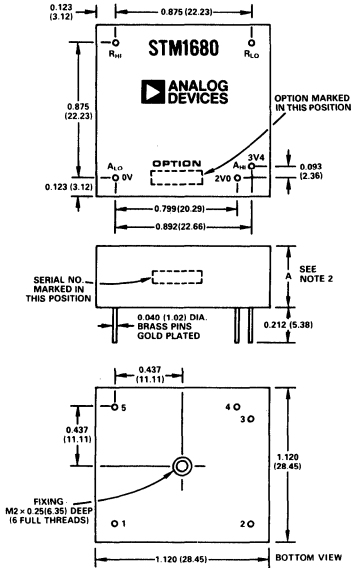 0.123
(3.12)
0.875 (22.23)
RHI
STM1680
RLO
ANALOG
DEVICES
0.875
(22.23)
OPTION MARKED
IN THIS POSITION
ALO
0V
OPTION
AHI
3V4
2V0
0.093
(2.36)
0.123 (3.12)
0.799(20.29)
0.892(22.66)
SERIAL NO.
MARKED IN
THIS POSITION
A
SEE
NOTE 2
0.040 (1.02) DIA.
BRASS PINS
GOLD PLATED
0.212 (5.38)
0.437
(11.11)
5
4
3
0.437
(11.11)
1.120
(28.45)
FIXING
M2 × 0.25(6.35) DEEP
(6 FULL THREADS)
1
2
1.120 (28.45)
BOTTOM VIEW